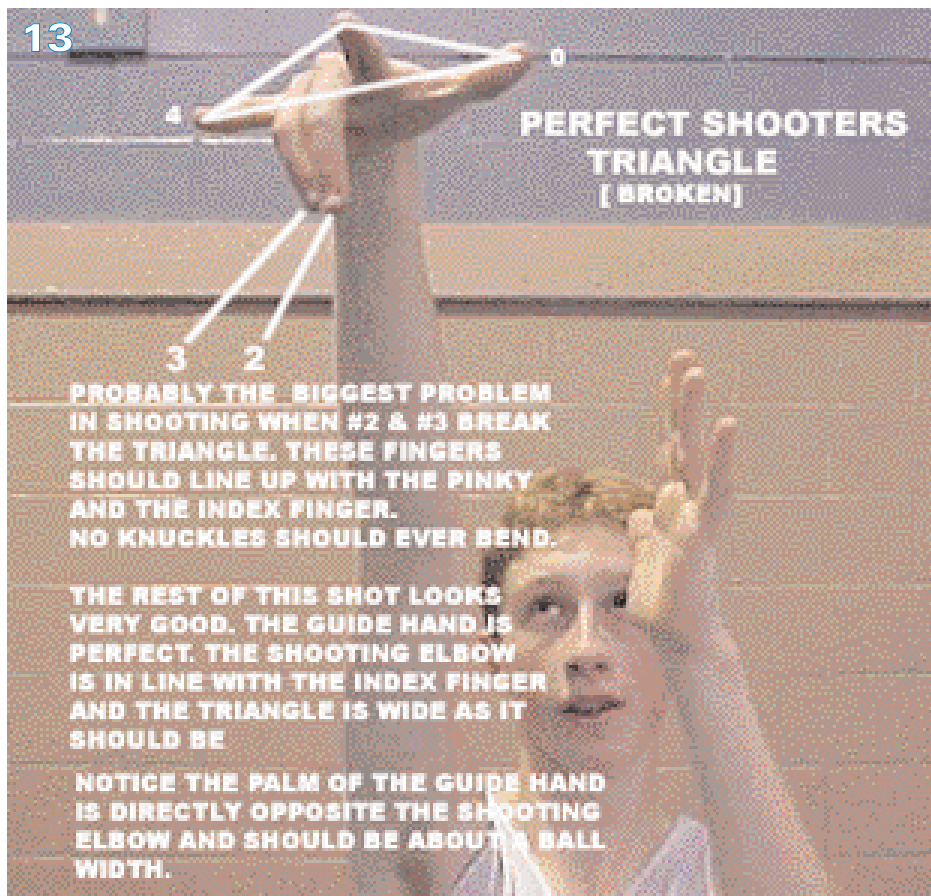 13
0
4
PERFECT SHOOTERS
TRIANGLE
[ BROKEN]
3 2
PROBABLY THE BIGGEST PROBLEM
IN SHOOTING WHEN #2 & #3 BREAK
THE TRIANGLE. THESE FINGERS
SHOULD LINE UP WITH THE PINKY
AND THE INDEX FINGER.
NO KNUCKLES SHOULD EVER BEND.
THE REST OF THIS SHOT LOOKS
VERY GOOD. THE GUIDE HAND IS
PERFECT. THE SHOOTING ELBOW
IS IN LINE WITH THE INDEX FINGER
AND THE TRIANGLE IS WIDE AS IT
SHOULD BE
NOTICE THE PALM OF THE GUIDE HAND
IS DIRECTLY OPPOSITE THE SHOOTING
ELBOW AND SHOULD BE ABOUT A BALL
WIDTH.